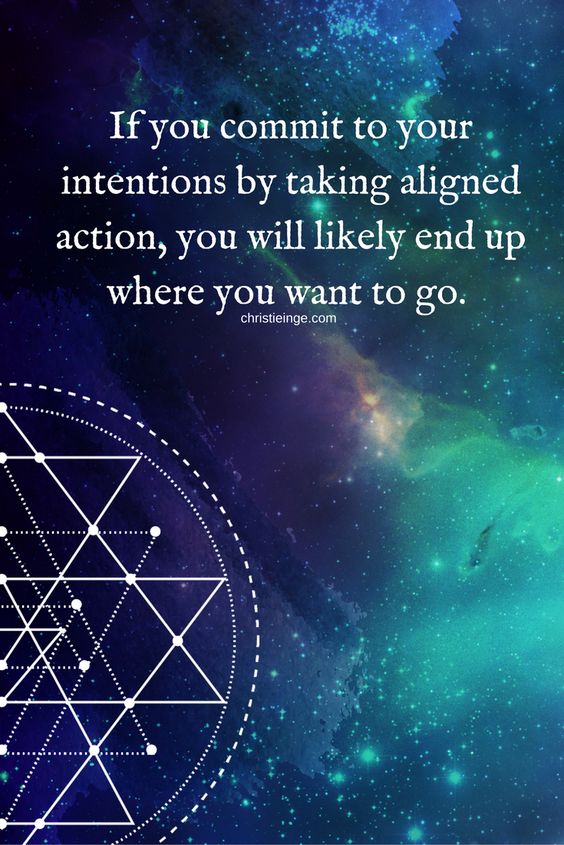 If you commit to your
intentions by taking aligned
action, you will likely end up
where you want to go.
christieinge.com